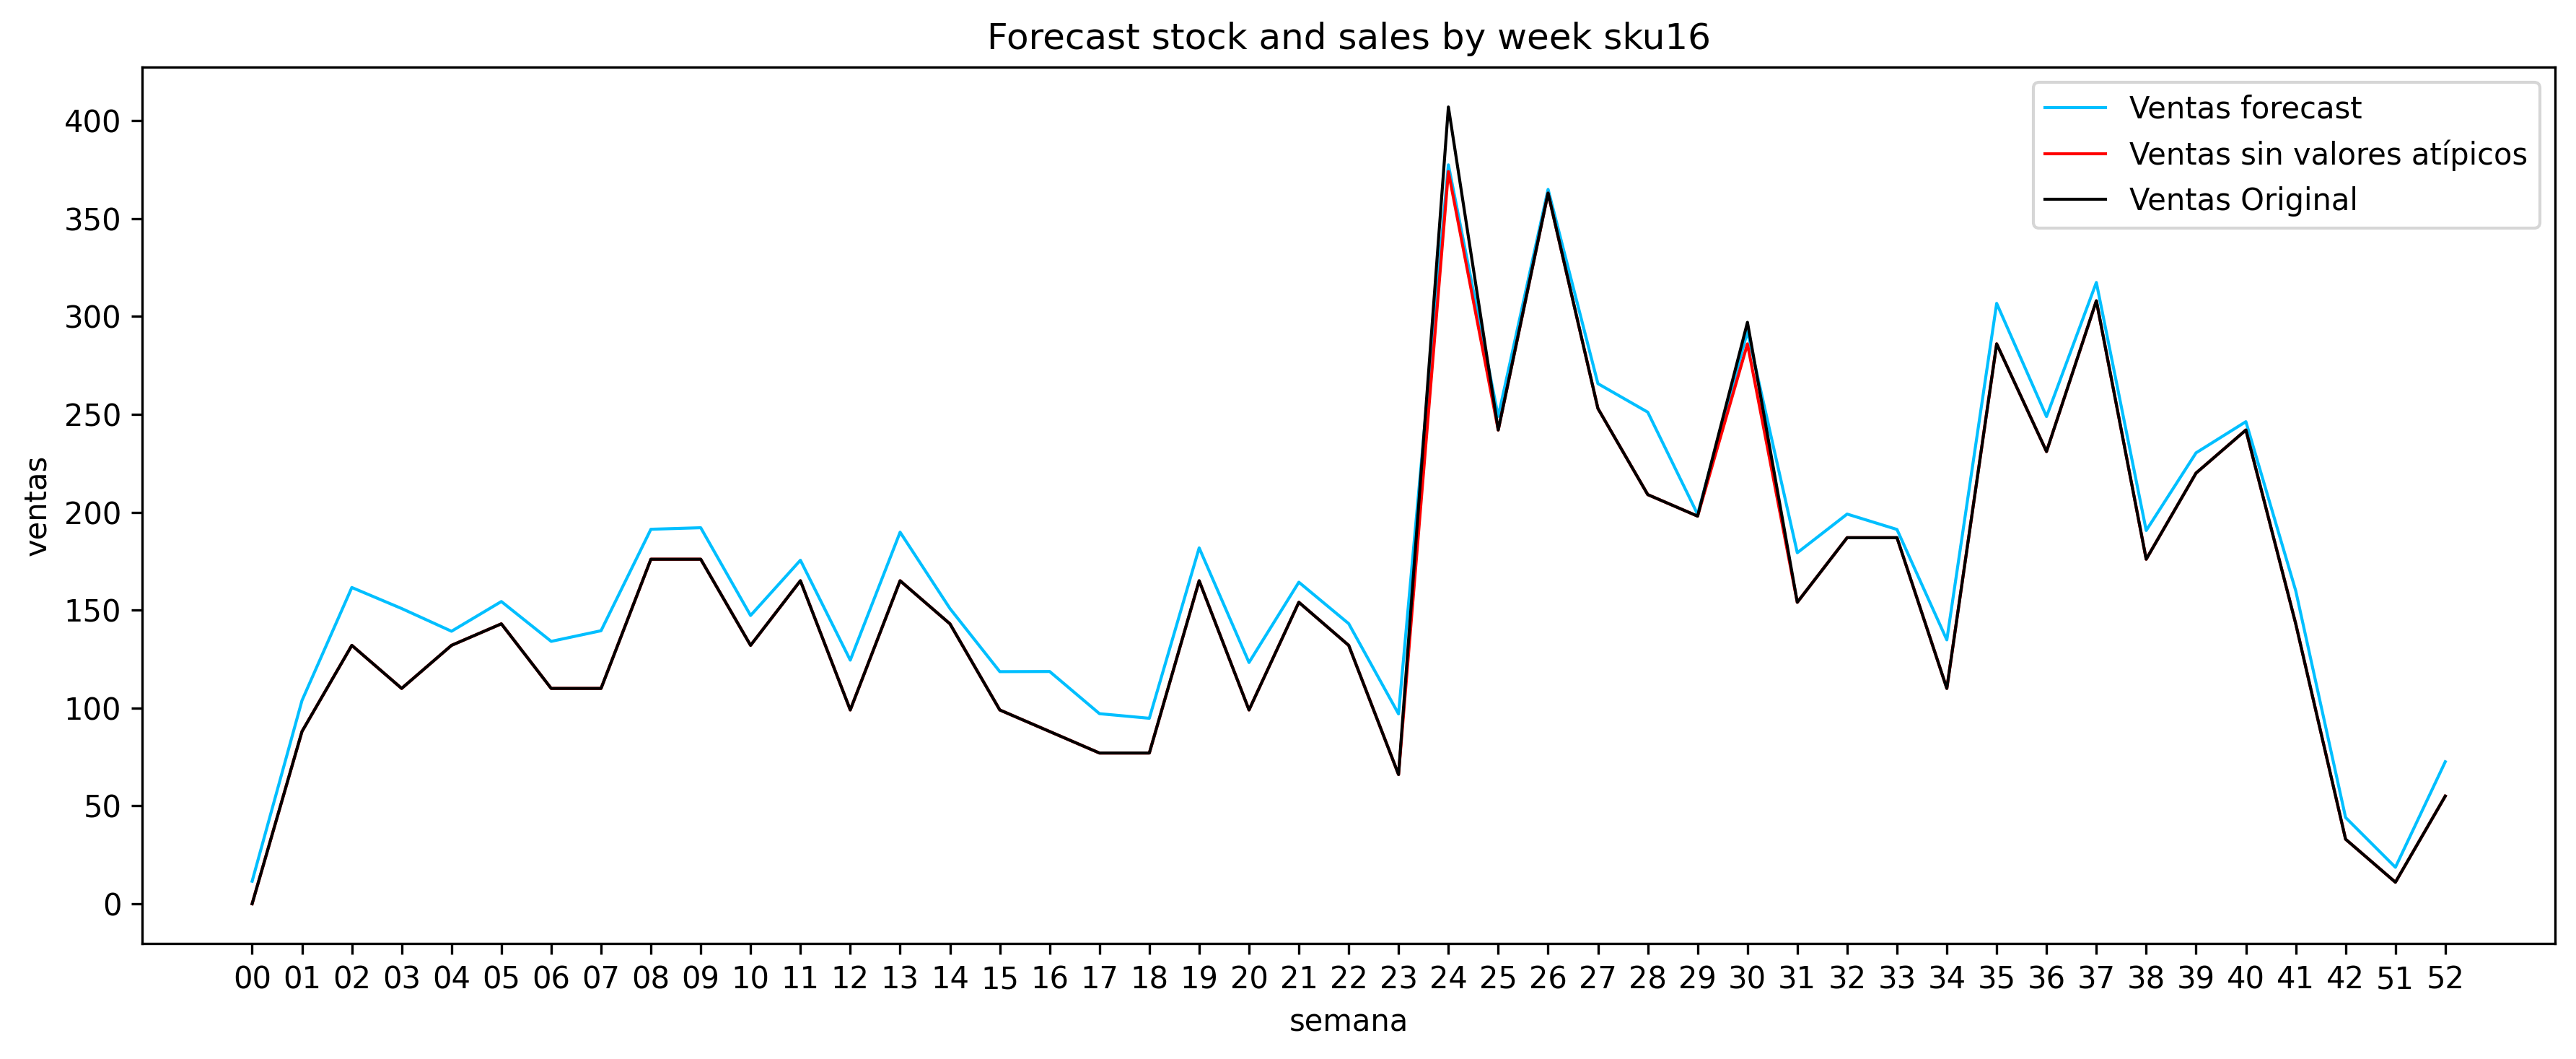 Forecast stock and sales by week sku16
Ventas forecast
Ventas sin valores atípicos
Ventas Original
400
350
300
250
200
150
100
50
0
ventas
00 01 02 03 04 05 06 07 08 09 10 11 12 13 14 15 16 17 18 19 20 21 22 23 24 25 26 27 28 29 30 31 32 33 34 35 36 37 38 39 40 41 42 51 52
semana